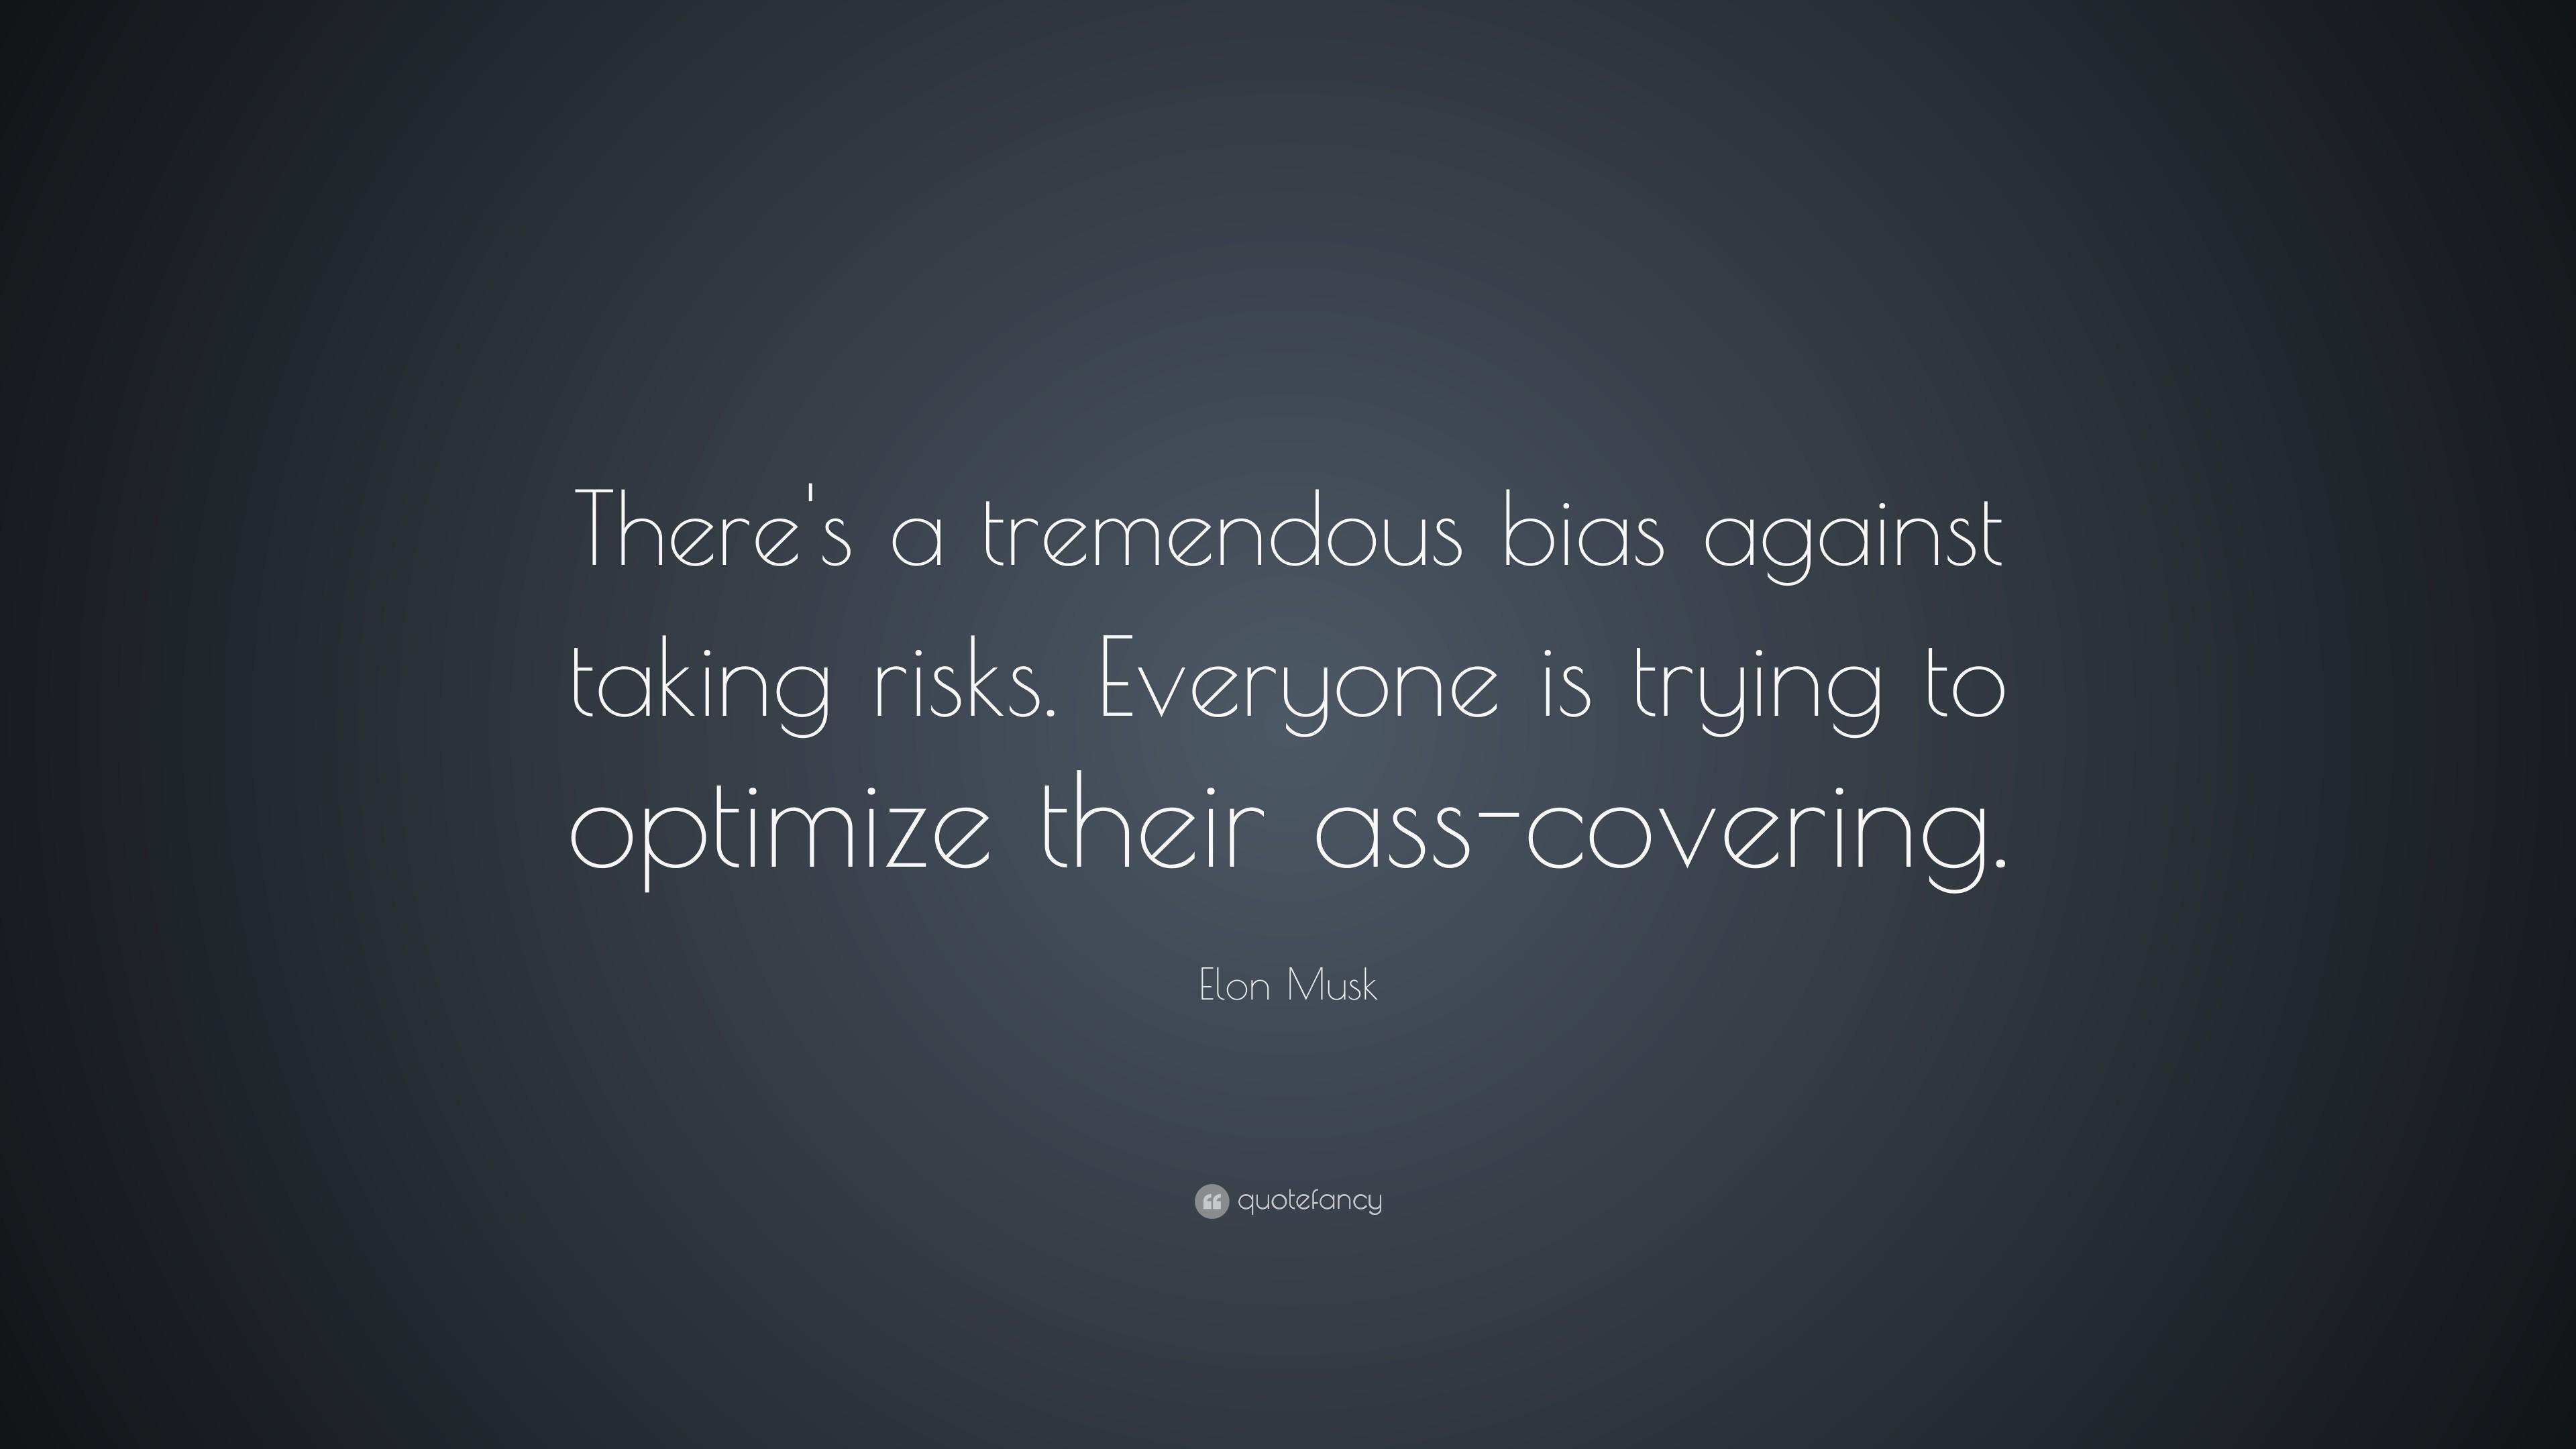 There's a tremendous bias against
taking risks. Everyone is trying to
optimize their ass-covering.
Elon Musk
quotefancy